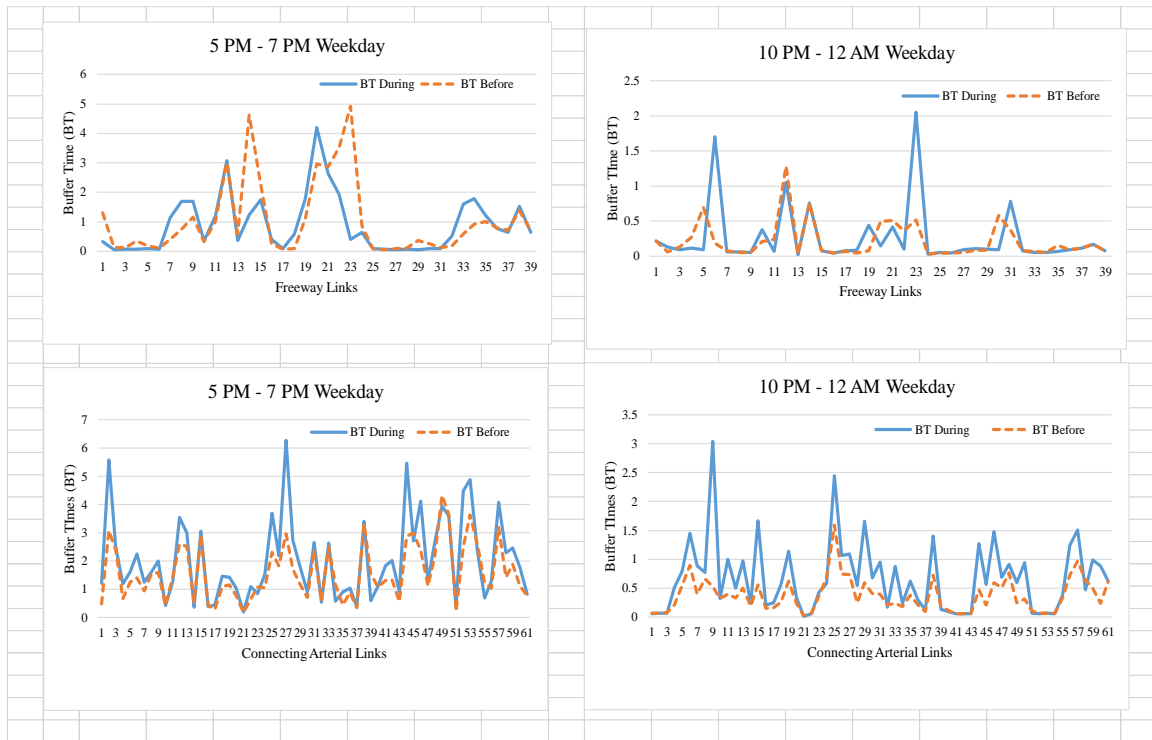 5 PM - 7 PM Weekday
BT During BT Before
Buffer Time (BT)
6
5
4
3
2
1
0
1 3 5 7 9 11 13 15 17 19 21 23 25 27 29 31 33 35 37 39
Freeway Links
10 PM - 12 AM Weekday
BT During BT Before
Buffer TIme (BT)
2.5
2
1.5
1
0.5
0
1 3 5 7 9 11 13 15 17 19 21 23 25 27 29 31 33 35 37 39
Freeway Links
5 PM - 7 PM Weekday
BT During BT Before
Buffer TImes (BT)
7
6
5
4
3
2
1
0
1 3 5 7 9 11 13 15 17 19 21 23 25 27 29 31 33 35 37 39 41 43 45 47 49 51 53 55 57 59 61
Connecting Arterial Links
10 PM - 12 AM Weekday
BT During BT Before
Buffer TImes (BT)
3.5
3
2.5
2
1.5
1
0.5
0
1 3 5 7 9 11 13 15 17 19 21 23 25 27 29 31 33 35 37 39 41 43 45 47 49 51 53 55 57 59 61
Connecting Arterial Links